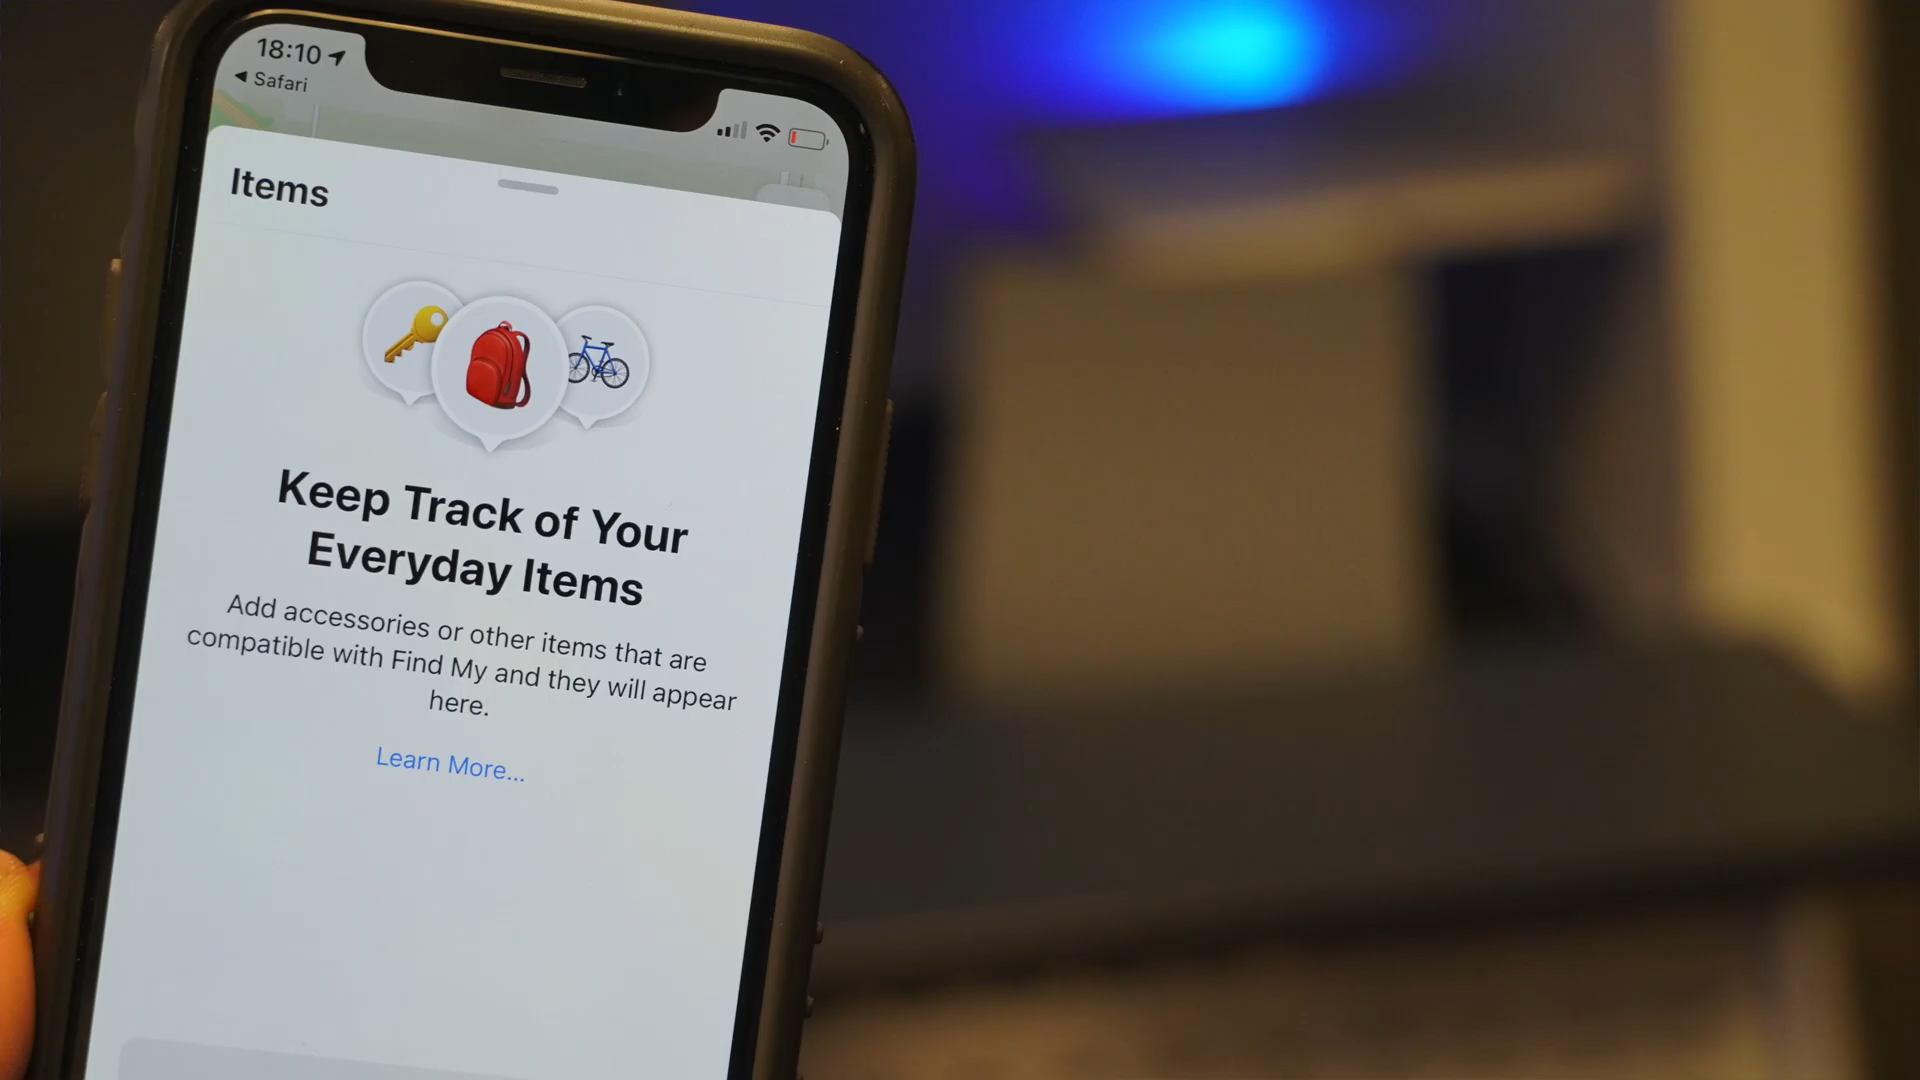 18:10
◀ Safari
Items
Keep Track of Your
Everyday Items
Add accessories or other items that are
compatible with Find My and they will appear
here.
Learn More...